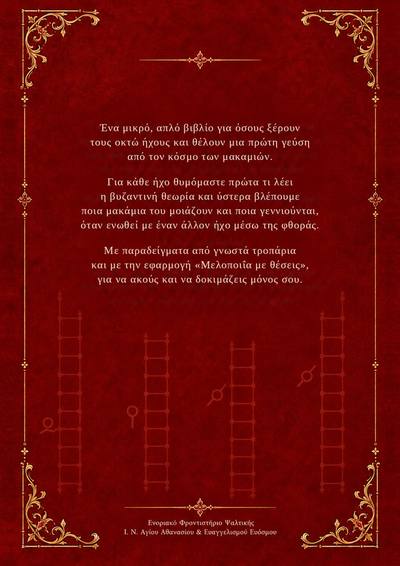 Ένα μικρό, απλό βιβλίο για όσους ξέρουν
τους οκτώ ήχους και θέλουν μια πρώτη γεύση
από τον κόσμο των μακαμιών.
Για κάθε ήχο θυμόμαστε πρώτα τι λέει
η βυζαντινή θεωρία και ύστερα βλέπουμε
ποια μακάμια του μοιάζουν και ποια γεννιούνται,
όταν ενωθεί με έναν άλλον ήχο μέσω της φθοράς.
Με παραδείγματα από γνωστά τροπάρια
και με την εφαρμογή «Μελοποιΐα με θέσεις»,
για να ακούς και να δοκιμάζεις μόνος σου.
Ενοριακό Φροντιστήριο Ψαλτικής
Ι. Ν. Αγίου Αθανασίου & Ευαγγελισμού Ευόσμου